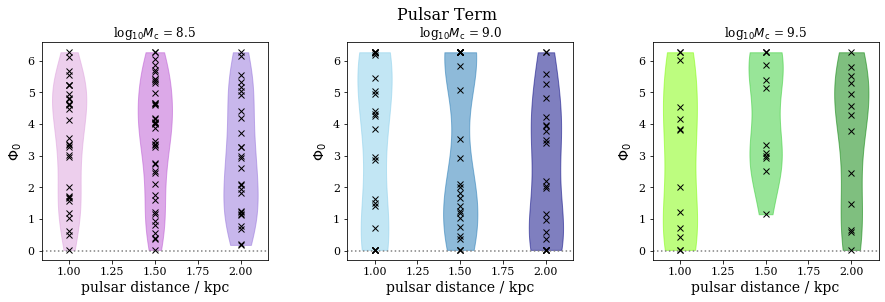 Pulsar Term
log₁₀M_c = 8.5
log₁₀M_c = 9.0
log₁₀M_c = 9.5
Φ₀
6
5
4
3
2
1
0
1.00 1.25 1.50 1.75 2.00
pulsar distance / kpc
Φ₀
6
5
4
3
2
1
0
1.00 1.25 1.50 1.75 2.00
pulsar distance / kpc
Φ₀
6
5
4
3
2
1
0
1.00 1.25 1.50 1.75 2.00
pulsar distance / kpc